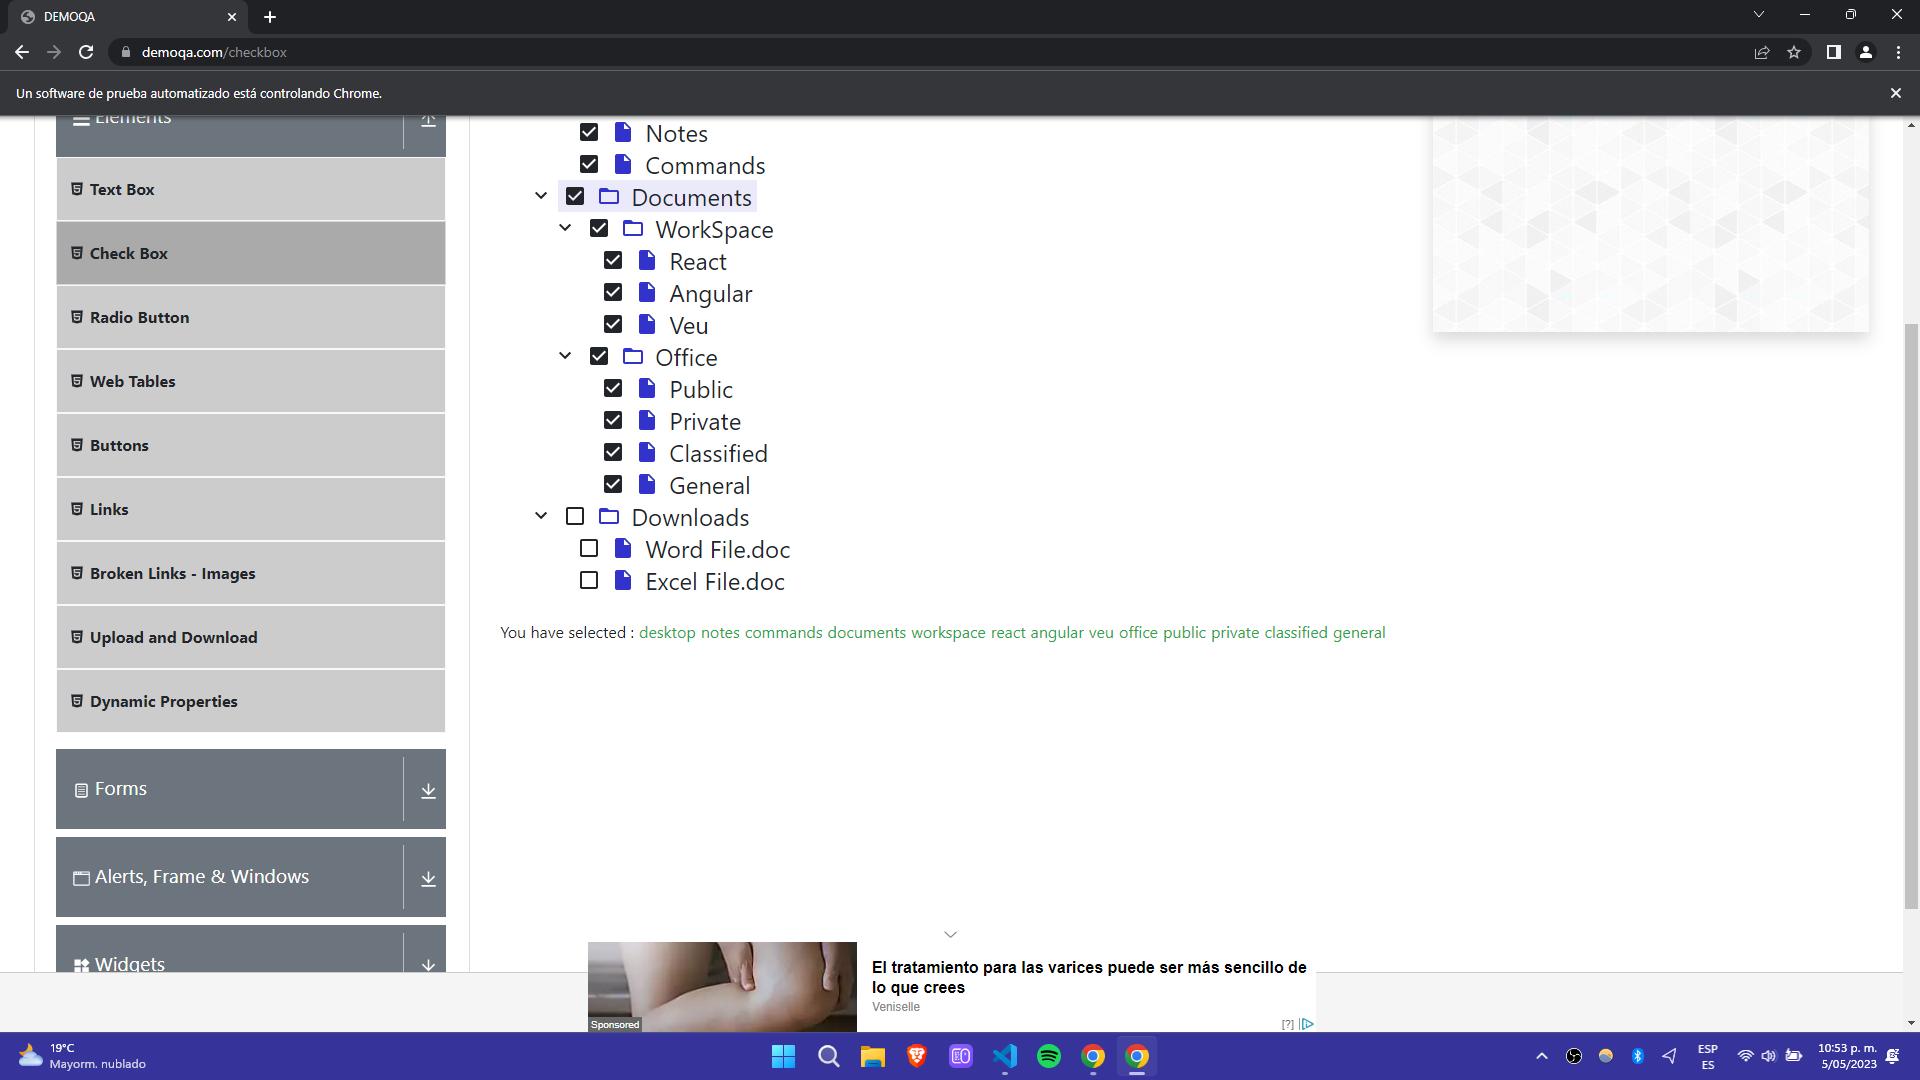 DEMOQA
demoqa.com/checkbox
Un software de prueba automatizado está controlando Chrome.
Elements
Text Box
Check Box
Radio Button
Web Tables
Buttons
Links
Broken Links - Images
Upload and Download
Dynamic Properties
Forms
Alerts, Frame & Windows
Widgets
Notes
Commands
Documents
WorkSpace
React
Angular
Veu
Office
Public
Private
Classified
General
Downloads
Word File.doc
Excel File.doc
You have selected : desktop notes commands documents workspace react angular veu office public private classified general
Sponsored
El tratamiento para las varices puede ser más sencillo de
lo que crees
Veniselle
[?]
19°C
Mayorm. nublado
ESP
ES
10:53 p. m.
5/05/2023